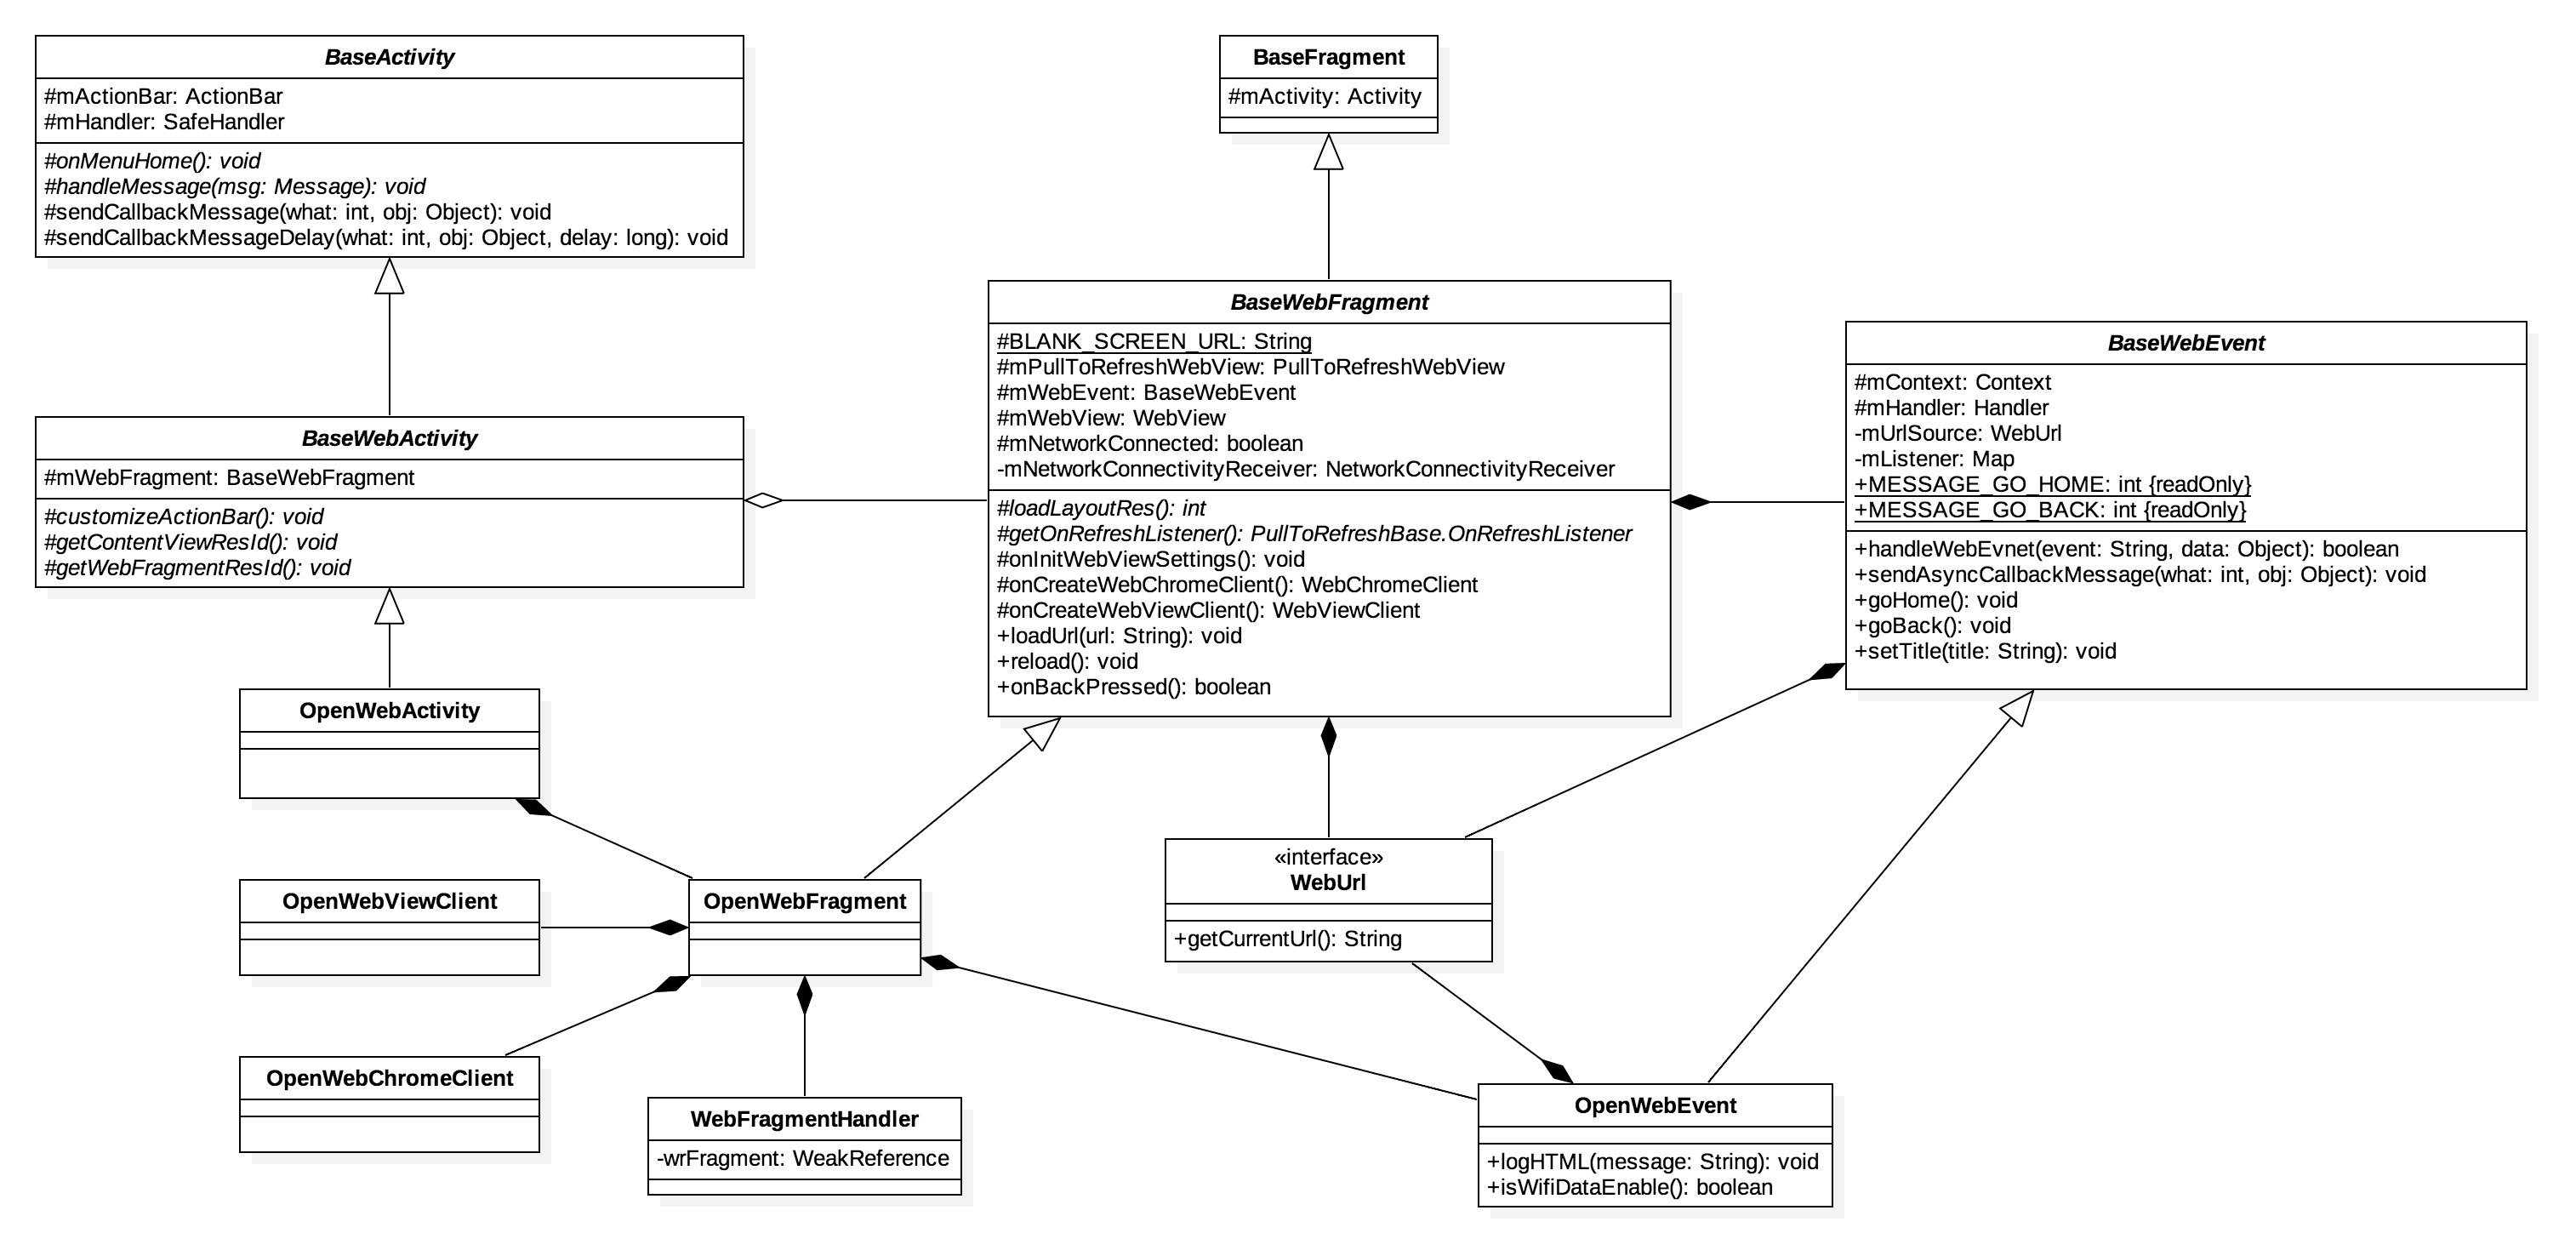 BaseActivity
#mActionBar: ActionBar
#mHandler: SafeHandler
#onMenuHome(): void
#handleMessage(msg: Message): void
#sendCallbackMessage(what: int, obj: Object): void
#sendCallbackMessageDelay(what: int, obj: Object, delay: long): void
BaseFragment
#mActivity: Activity
BaseWebFragment
#BLANK_SCREEN_URL: String
#mPullToRefreshWebView: PullToRefreshWebView
#mWebEvent: BaseWebEvent
#mWebView: WebView
#mNetworkConnected: boolean
-mNetworkConnectivityReceiver: NetworkConnectivityReceiver
#loadLayoutRes(): int
#getOnRefreshListener(): PullToRefreshBase.OnRefreshListener
#onInitWebViewSettings(): void
#onCreateWebChromeClient(): WebChromeClient
#onCreateWebViewClient(): WebViewClient
+loadUrl(url: String): void
+reload(): void
+onBackPressed(): boolean
BaseWebEvent
#mContext: Context
#mHandler: Handler
-mUrlSource: WebUrl
-mListener: Map
+MESSAGE_GO_HOME: int {readOnly}
+MESSAGE_GO_BACK: int {readOnly}
+handleWebEvnet(event: String, data: Object): boolean
+sendAsyncCallbackMessage(what: int, obj: Object): void
+goHome(): void
+goBack(): void
+setTitle(title: String): void
BaseWebActivity
#mWebFragment: BaseWebFragment
#customizeActionBar(): void
#getContentViewResId(): void
#getWebFragmentResId(): void
OpenWebActivity
OpenWebViewClient
OpenWebFragment
«interface»
WebUrl
+getCurrentUrl(): String
OpenWebChromeClient
WebFragmentHandler
-wrFragment: WeakReference
OpenWebEvent
+logHTML(message: String): void
+isWifiDataEnable(): boolean